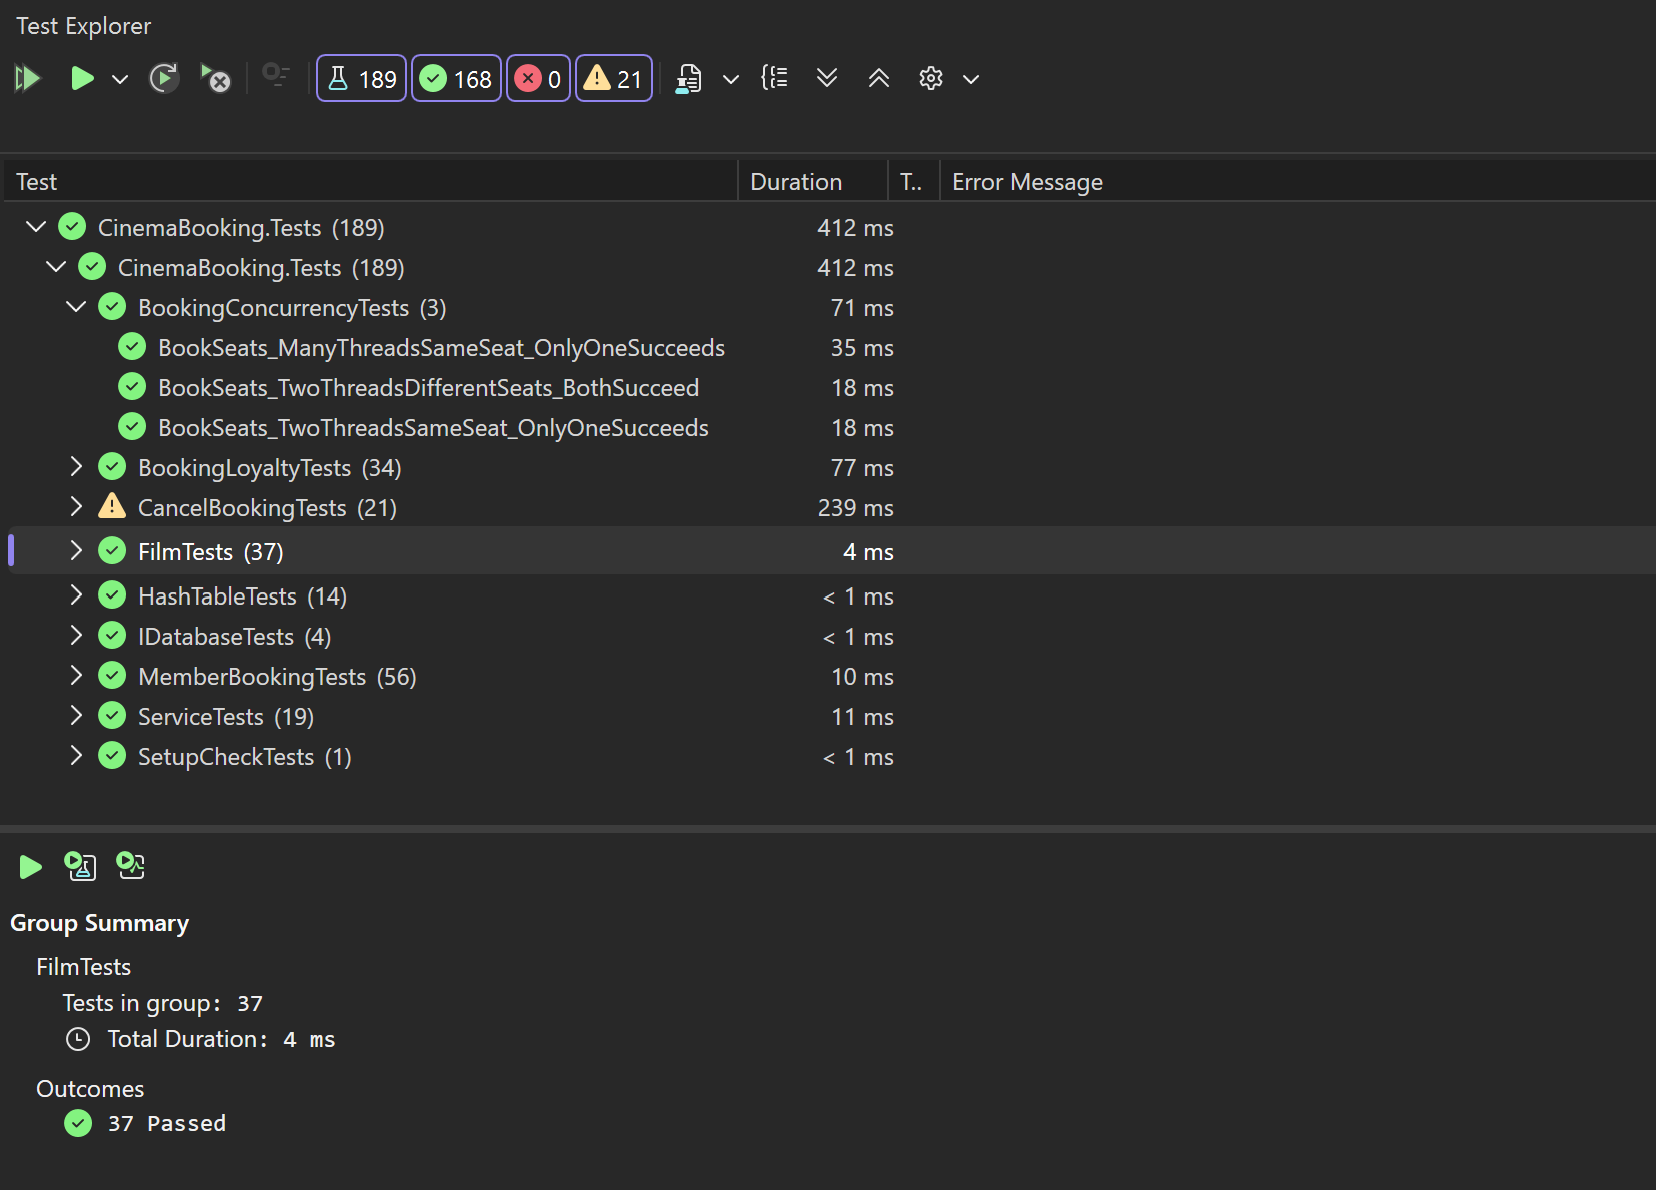 Test Explorer
189 168 0 21
Test Duration T.. Error Message
CinemaBooking.Tests (189) 412 ms
CinemaBooking.Tests (189) 412 ms
BookingConcurrencyTests (3) 71 ms
BookSeats_ManyThreadsSameSeat_OnlyOneSucceeds 35 ms
BookSeats_TwoThreadsDifferentSeats_BothSucceed 18 ms
BookSeats_TwoThreadsSameSeat_OnlyOneSucceeds 18 ms
BookingLoyaltyTests (34) 77 ms
CancelBookingTests (21) 239 ms
FilmTests (37) 4 ms
HashTableTests (14) < 1 ms
IDatabaseTests (4) < 1 ms
MemberBookingTests (56) 10 ms
ServiceTests (19) 11 ms
SetupCheckTests (1) < 1 ms
Group Summary
FilmTests
Tests in group: 37
Total Duration: 4 ms
Outcomes
37 Passed